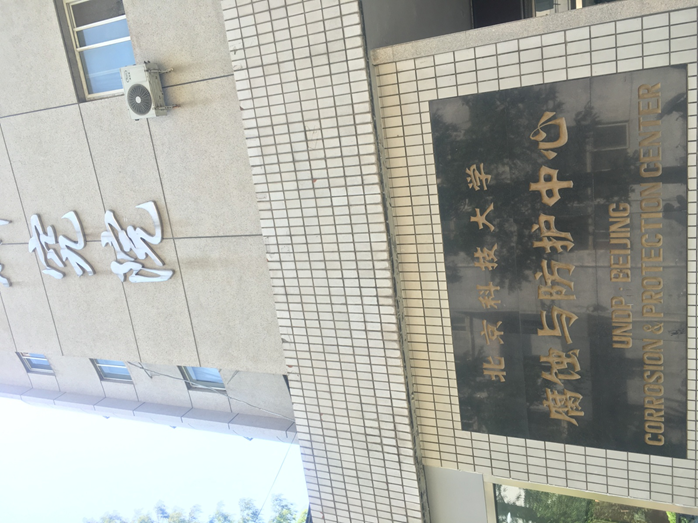 究院
北京科技大学
腐蚀与防护中心
UNDP BEIJING
CORROSION & PROTECTION CENTER